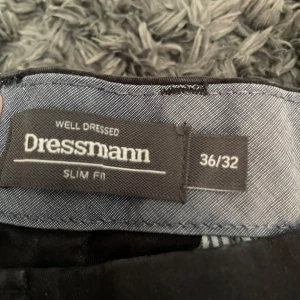 WELL DRESSED
Dressmann
SLIM FIT
36/32